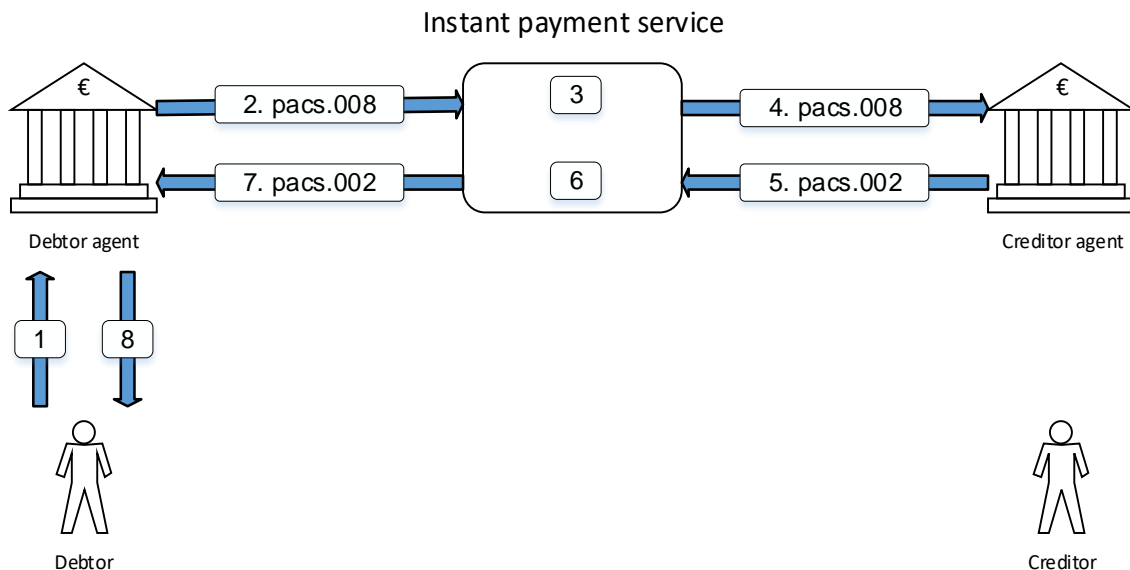 Instant payment service
€
€
2. pacs.008
3
4. pacs.008
7. pacs.002
6
5. pacs.002
Debtor agent
Creditor agent
1
8
Debtor
Creditor